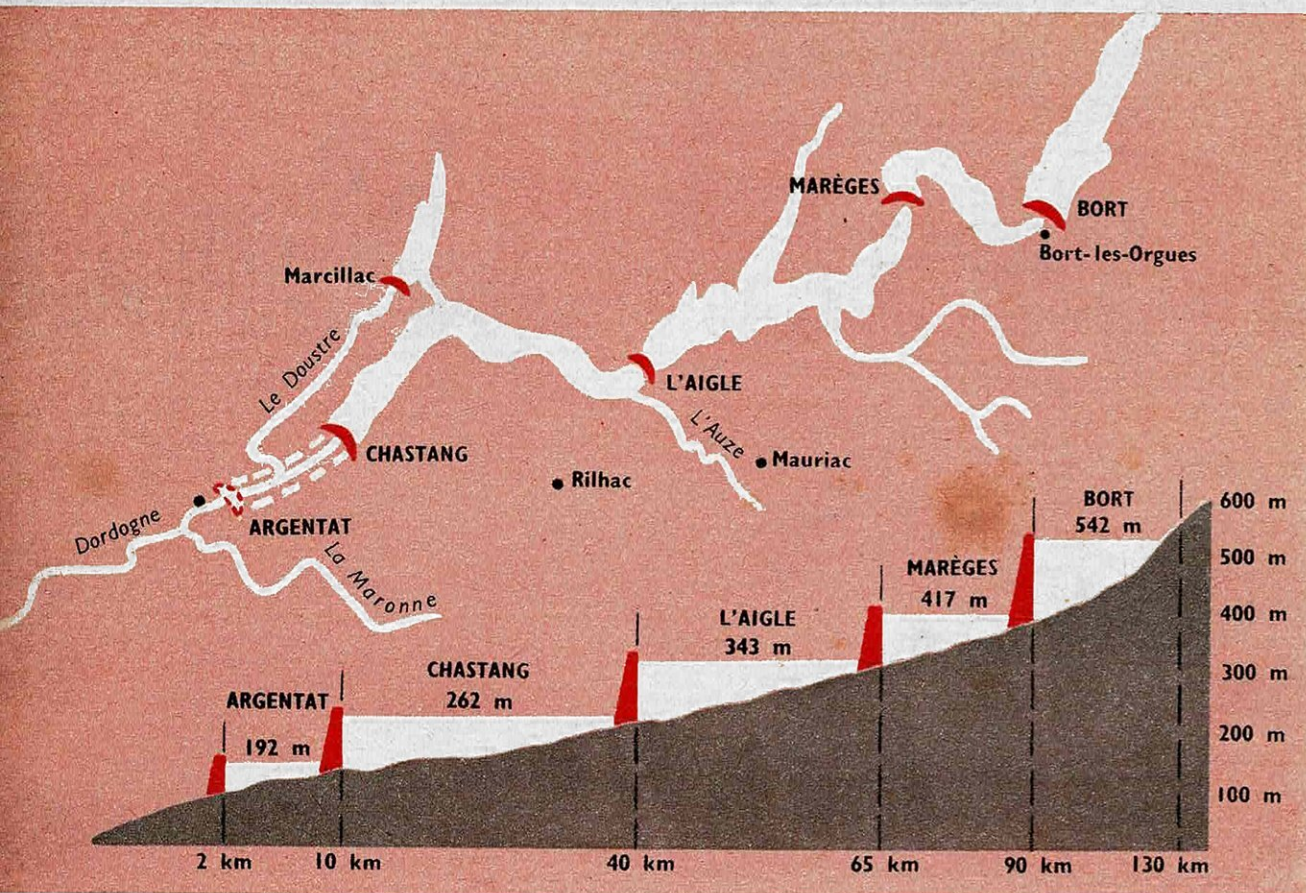 MARÈGES
BORT
Bort-les-Orgues
Marcillac
Le Doustre
L'AIGLE
L'Auze
Mauriac
CHASTANG
Rilhac
ARGENTAT
Dordogne
La Maronne
BORT
542 m
MARÈGES
417 m
L'AIGLE
343 m
CHASTANG
262 m
ARGENTAT
192 m
600 m
500 m
400 m
300 m
200 m
100 m
2 km
10 km
40 km
65 km
90 km
130 km